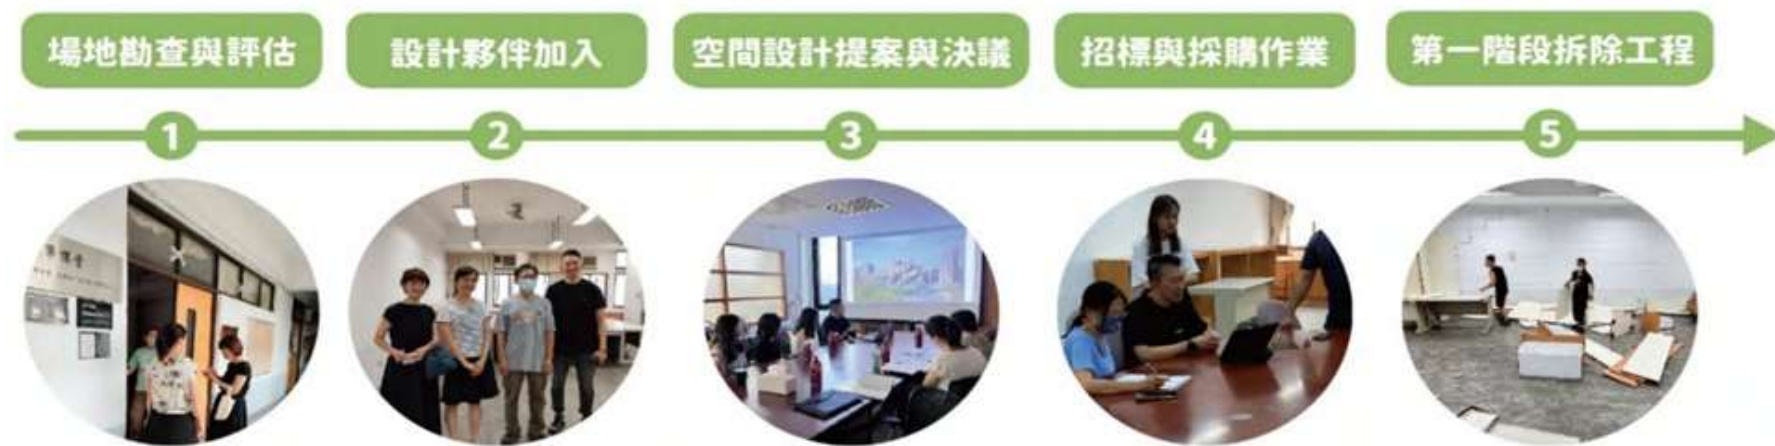 場地勘查與評估
設計夥伴加入
空間設計提案與決議
招標與採購作業
第一階段拆除工程
1
2
3
4
5